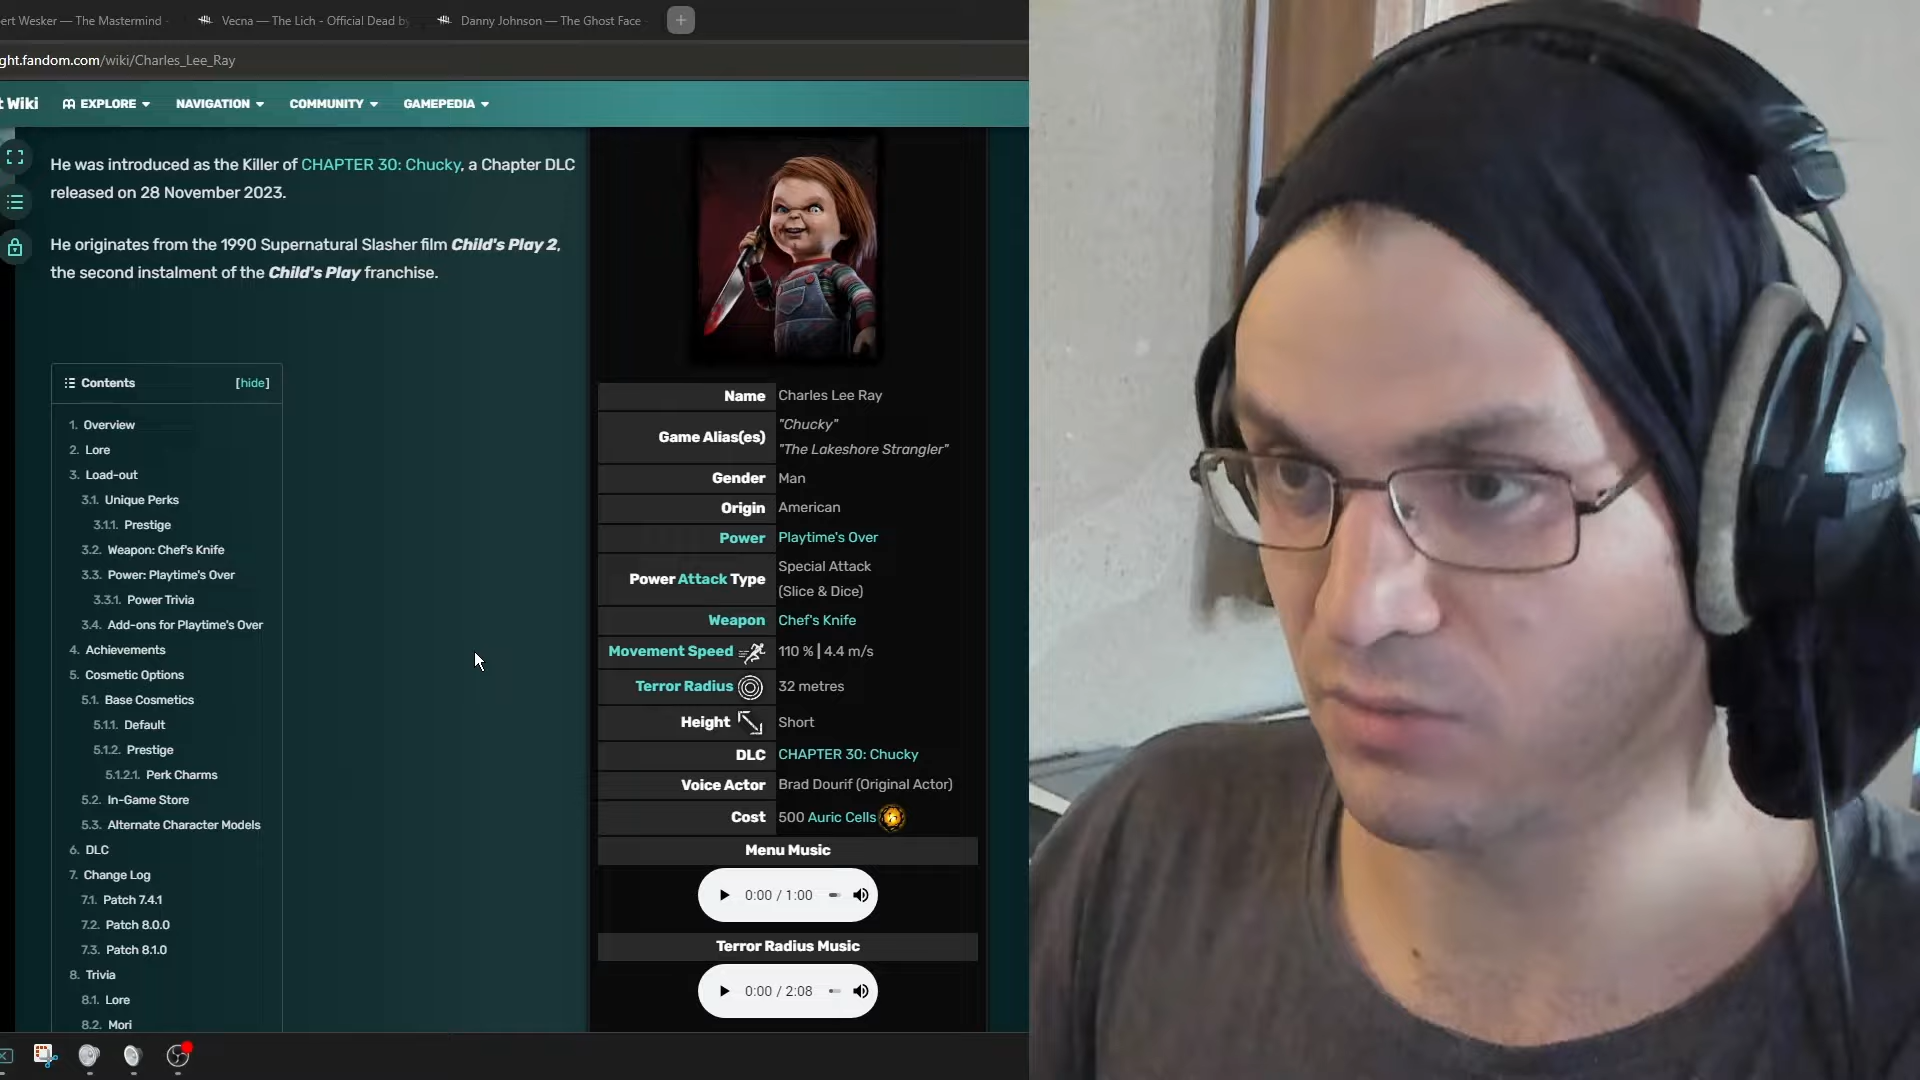 ert Wesker — The Mastermind -
Vecna — The Lich - Official Dead by
Danny Johnson — The Ghost Face -
ght.fandom.com/wiki/Charles_Lee_Ray
t Wiki
EXPLORE
NAVIGATION
COMMUNITY
GAMEPEDIA
He was introduced as the Killer of CHAPTER 30: Chucky, a Chapter DLC
released on 28 November 2023.
He originates from the 1990 Supernatural Slasher film Child's Play 2,
the second instalment of the Child's Play franchise.
Contents [hide]
1. Overview
2. Lore
3. Load-out
3.1. Unique Perks
3.1.1. Prestige
3.2. Weapon: Chef's Knife
3.3. Power: Playtime's Over
3.3.1. Power Trivia
3.4. Add-ons for Playtime's Over
4. Achievements
5. Cosmetic Options
5.1. Base Cosmetics
5.1.1. Default
5.1.2. Prestige
5.1.2.1. Perk Charms
5.2. In-Game Store
5.3. Alternate Character Models
6. DLC
7. Change Log
7.1. Patch 7.4.1
7.2. Patch 8.0.0
7.3. Patch 8.1.0
8. Trivia
8.1. Lore
8.2. Mori
Name Charles Lee Ray
Game Alias(es) "Chucky"
"The Lakeshore Strangler"
Gender Man
Origin American
Power Playtime's Over
Power Attack Type Special Attack
(Slice & Dice)
Weapon Chef's Knife
Movement Speed 110 % | 4.4 m/s
Terror Radius 32 metres
Height Short
DLC CHAPTER 30: Chucky
Voice Actor Brad Dourif (Original Actor)
Cost 500 Auric Cells
Menu Music
0:00 / 1:00
Terror Radius Music
0:00 / 2:08